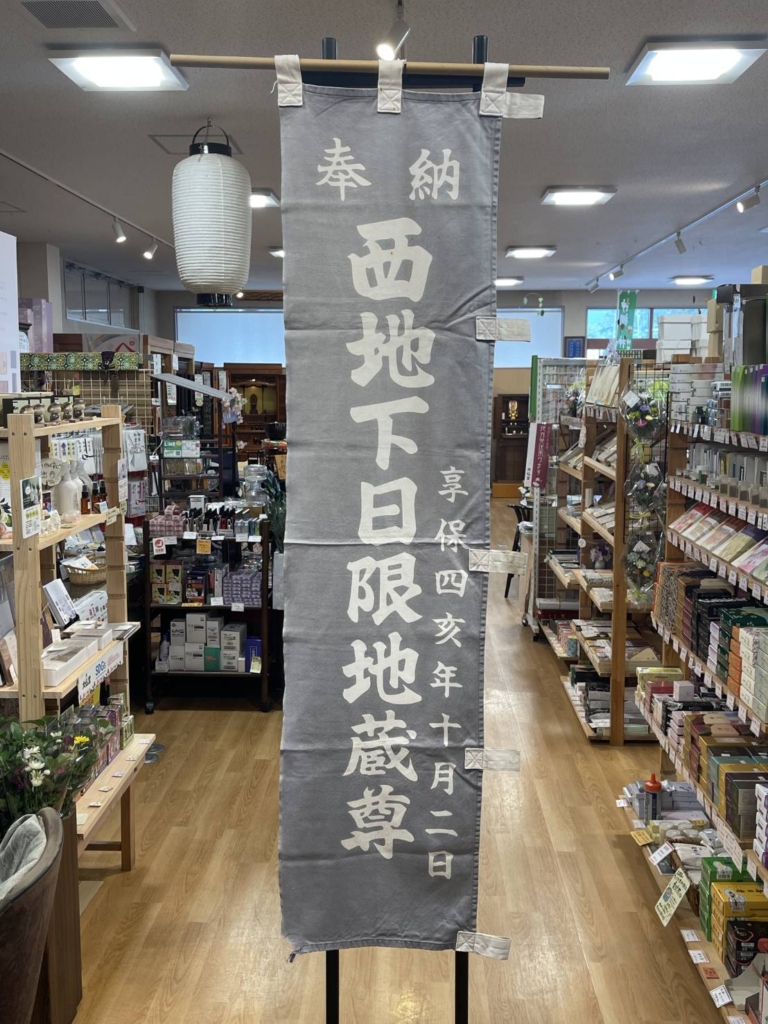 奉納
西地下日限地蔵尊
享保四亥年十月二日